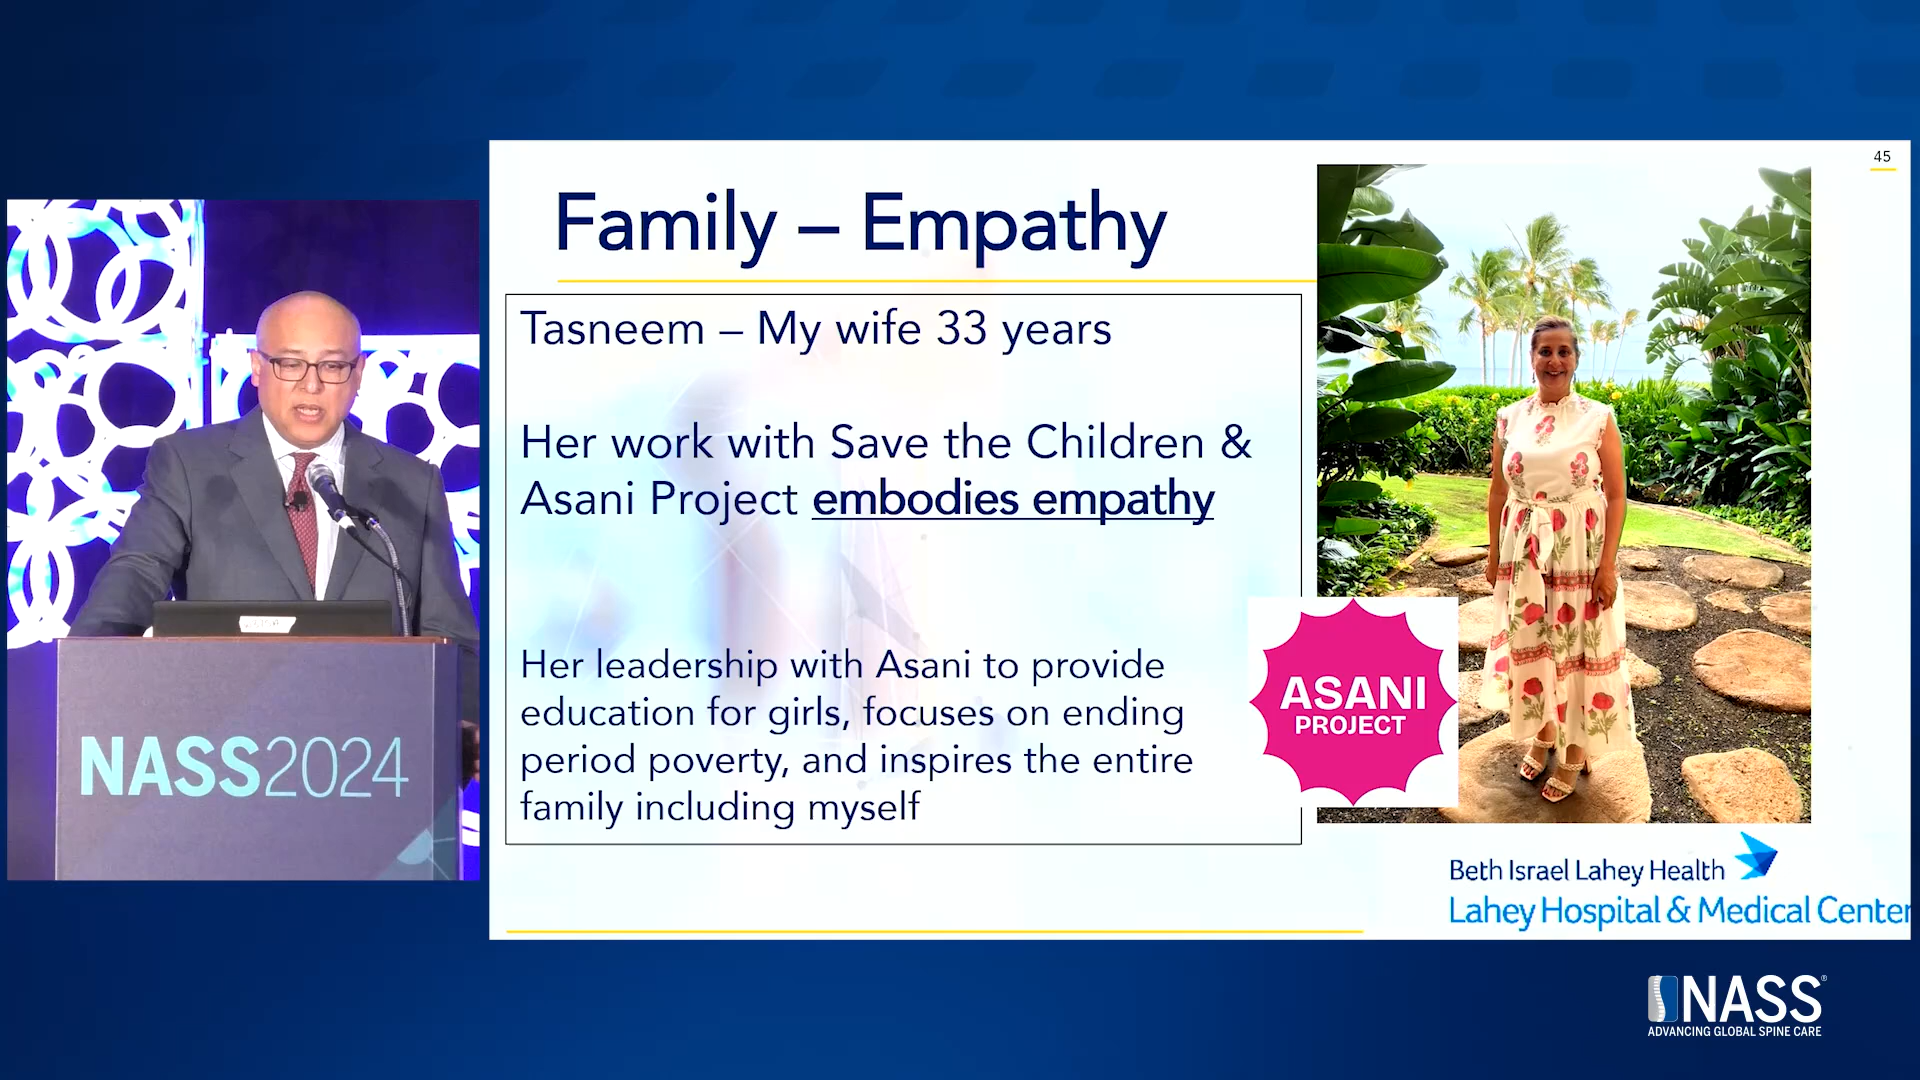 45
Family – Empathy
Tasneem – My wife 33 years
Her work with Save the Children &
Asani Project embodies empathy
Her leadership with Asani to provide
education for girls, focuses on ending
period poverty, and inspires the entire
family including myself
ASANI
PROJECT
Beth Israel Lahey Health
Lahey Hospital & Medical Center
NASS2024
NASS®
ADVANCING GLOBAL SPINE CARE